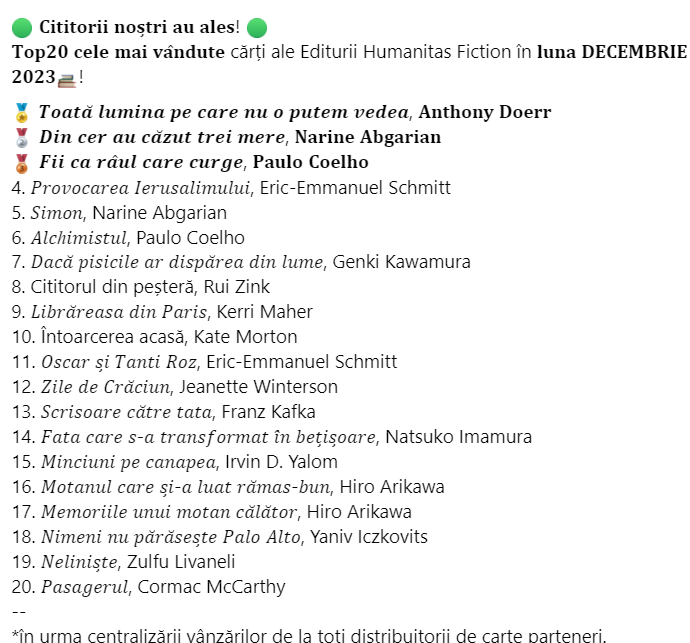 🟢 Cititorii noștri au ales! 🟢
Top20 cele mai vândute cărți ale Editurii Humanitas Fiction în luna DECEMBRIE
2023📚!
🥇 Toată lumina pe care nu o putem vedea, Anthony Doerr
🥈 Din cer au căzut trei mere, Narine Abgarian
🥉 Fii ca râul care curge, Paulo Coelho
4. Provocarea Ierusalimului, Eric-Emmanuel Schmitt
5. Simon, Narine Abgarian
6. Alchimistul, Paulo Coelho
7. Dacă pisicile ar dispărea din lume, Genki Kawamura
8. Cititorul din peșteră, Rui Zink
9. Librăreasa din Paris, Kerri Maher
10. Întoarcerea acasă, Kate Morton
11. Oscar și Tanti Roz, Eric-Emmanuel Schmitt
12. Zile de Crăciun, Jeanette Winterson
13. Scrisoare către tata, Franz Kafka
14. Fata care s-a transformat în bețișoare, Natsuko Imamura
15. Minciuni pe canapea, Irvin D. Yalom
16. Motanul care și-a luat rămas-bun, Hiro Arikawa
17. Memoriile unui motan călător, Hiro Arikawa
18. Nimeni nu părăsește Palo Alto, Yaniv Iczkovits
19. Neliniște, Zulfu Livaneli
20. Pasagerul, Cormac McCarthy
--
*în urma centralizării vânzărilor de la toți distribuitorii de carte parteneri.